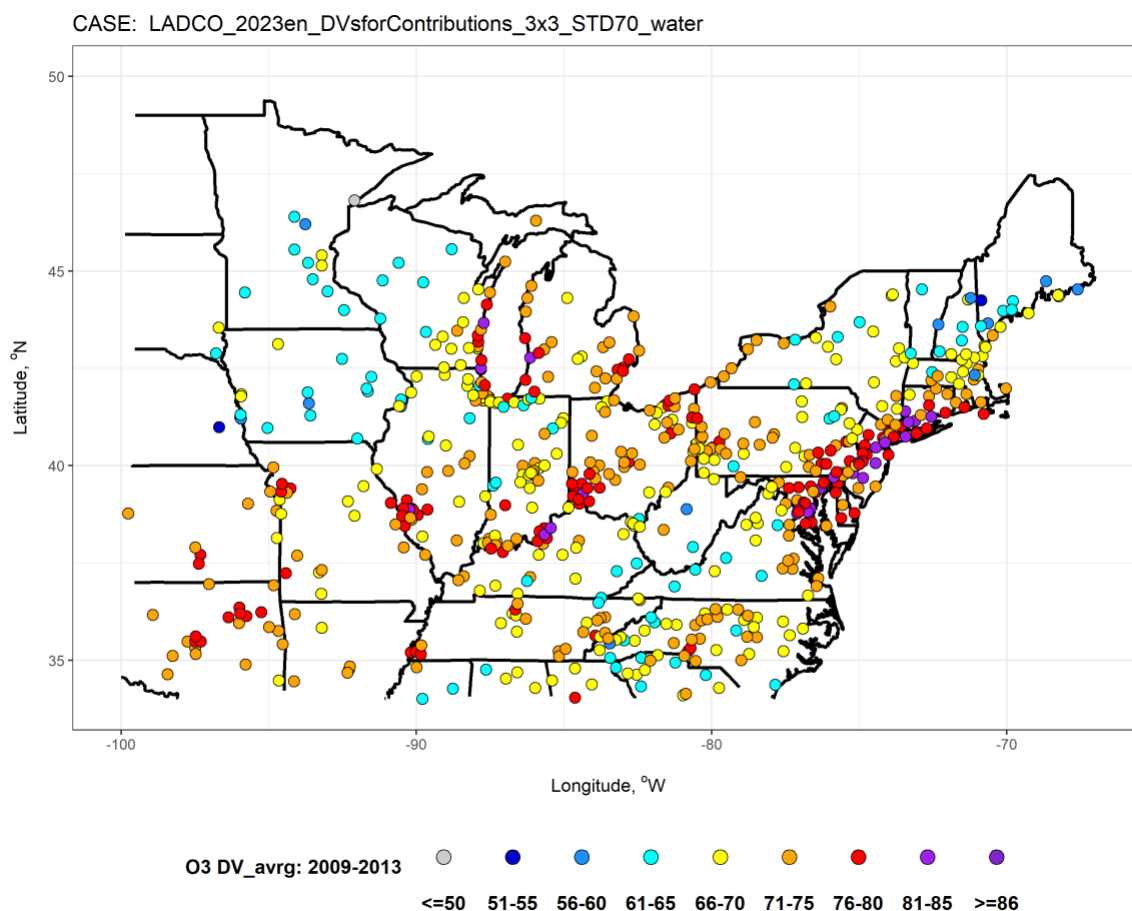 CASE:  LADCO_2023en_DVsforContributions_3x3_STD70_water
50
45
40
35
Latitude, °N
-100
-90
-80
-70
Longitude, °W
O3 DV_avrg: 2009-2013
<=50 51-55 56-60 61-65 66-70 71-75 76-80 81-85 >=86